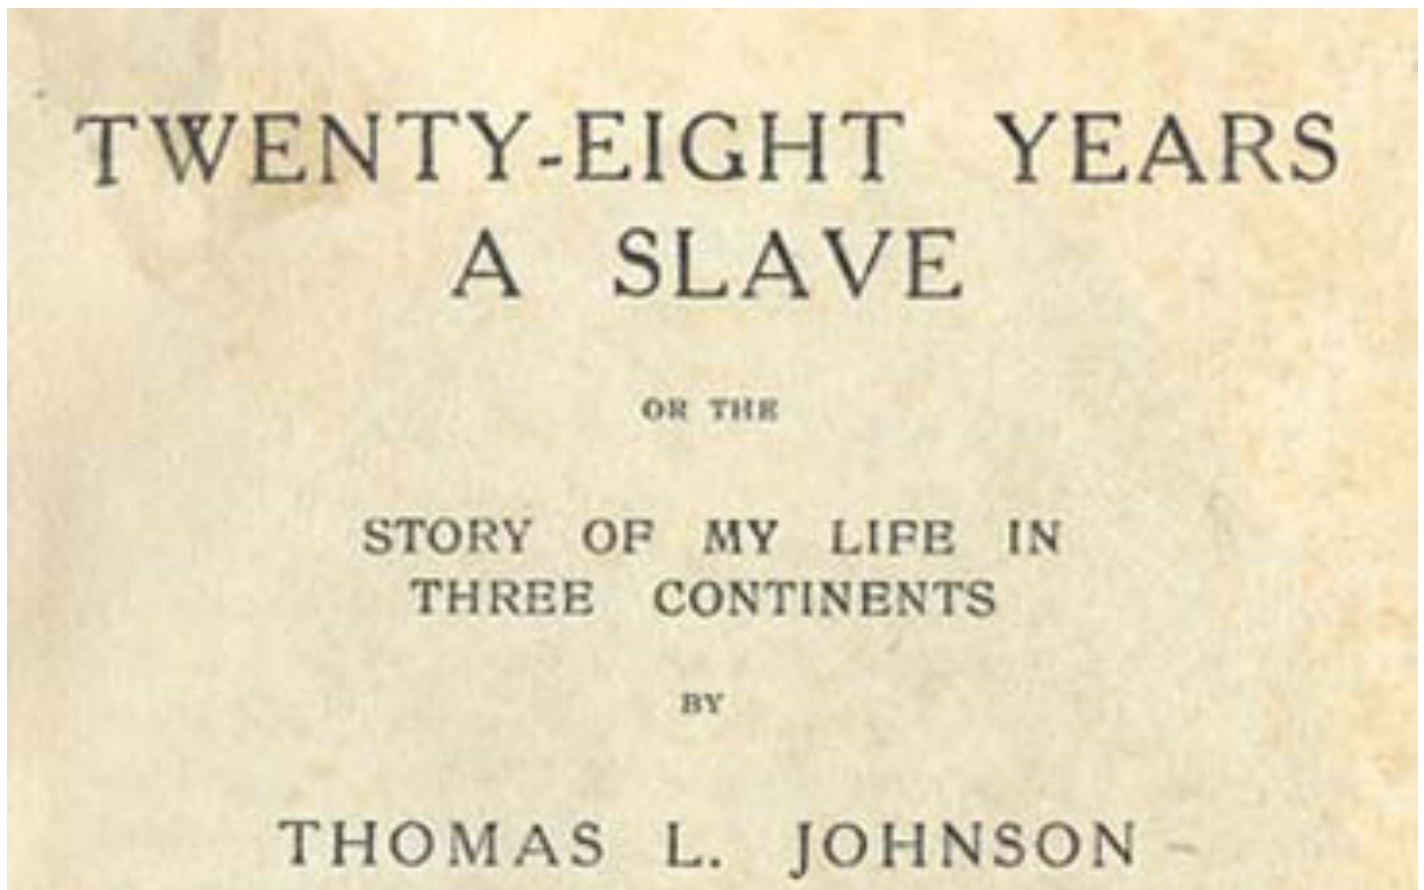 TWENTY-EIGHT YEARS
A SLAVE
OR THE
STORY OF MY LIFE IN
THREE CONTINENTS
BY
THOMAS L. JOHNSON